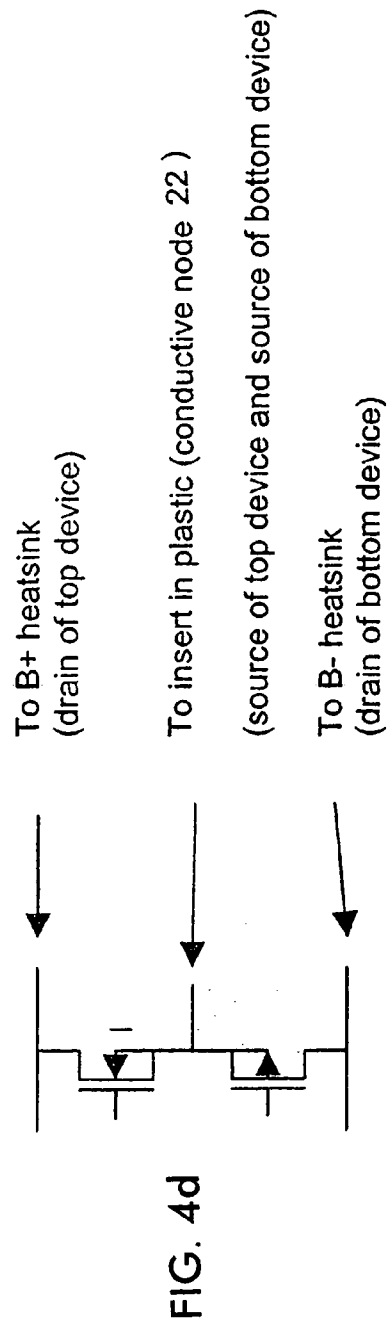 To B+ heatsink
(drain of top device)
To insert in plastic (conductive node 22 )
(source of top device and source of bottom device)
To B- heatsink
(drain of bottom device)
FIG. 4d